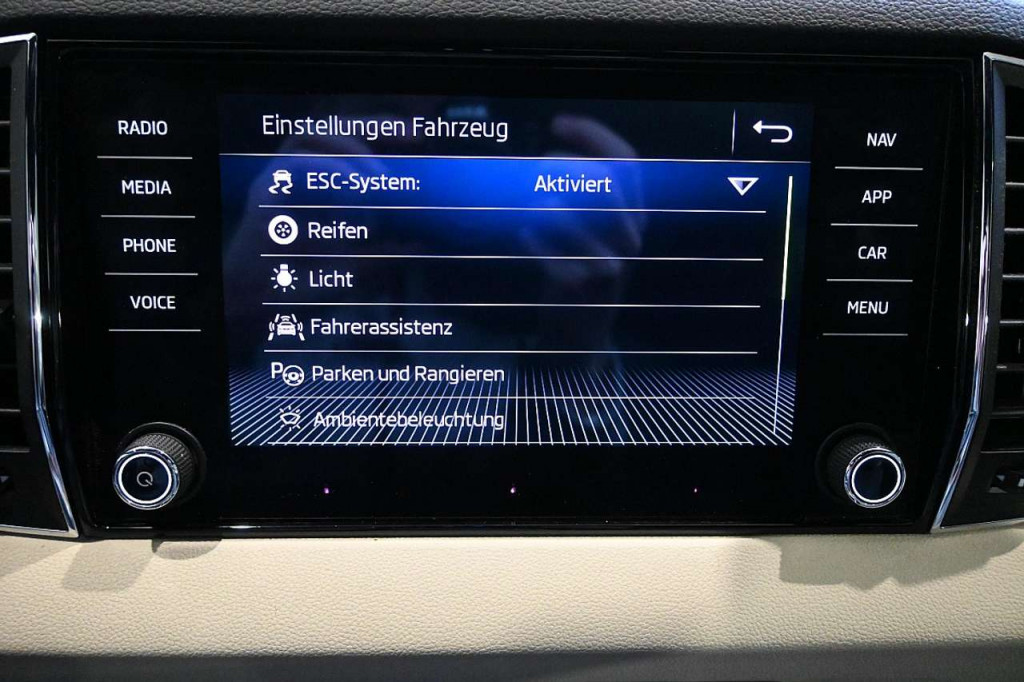 Einstellungen Fahrzeug
ESC-System: Aktiviert
Reifen
Licht
Fahrerassistenz
Parken und Rangieren
Ambientebeleuchtung
RADIO
MEDIA
PHONE
VOICE
NAV
APP
CAR
MENU